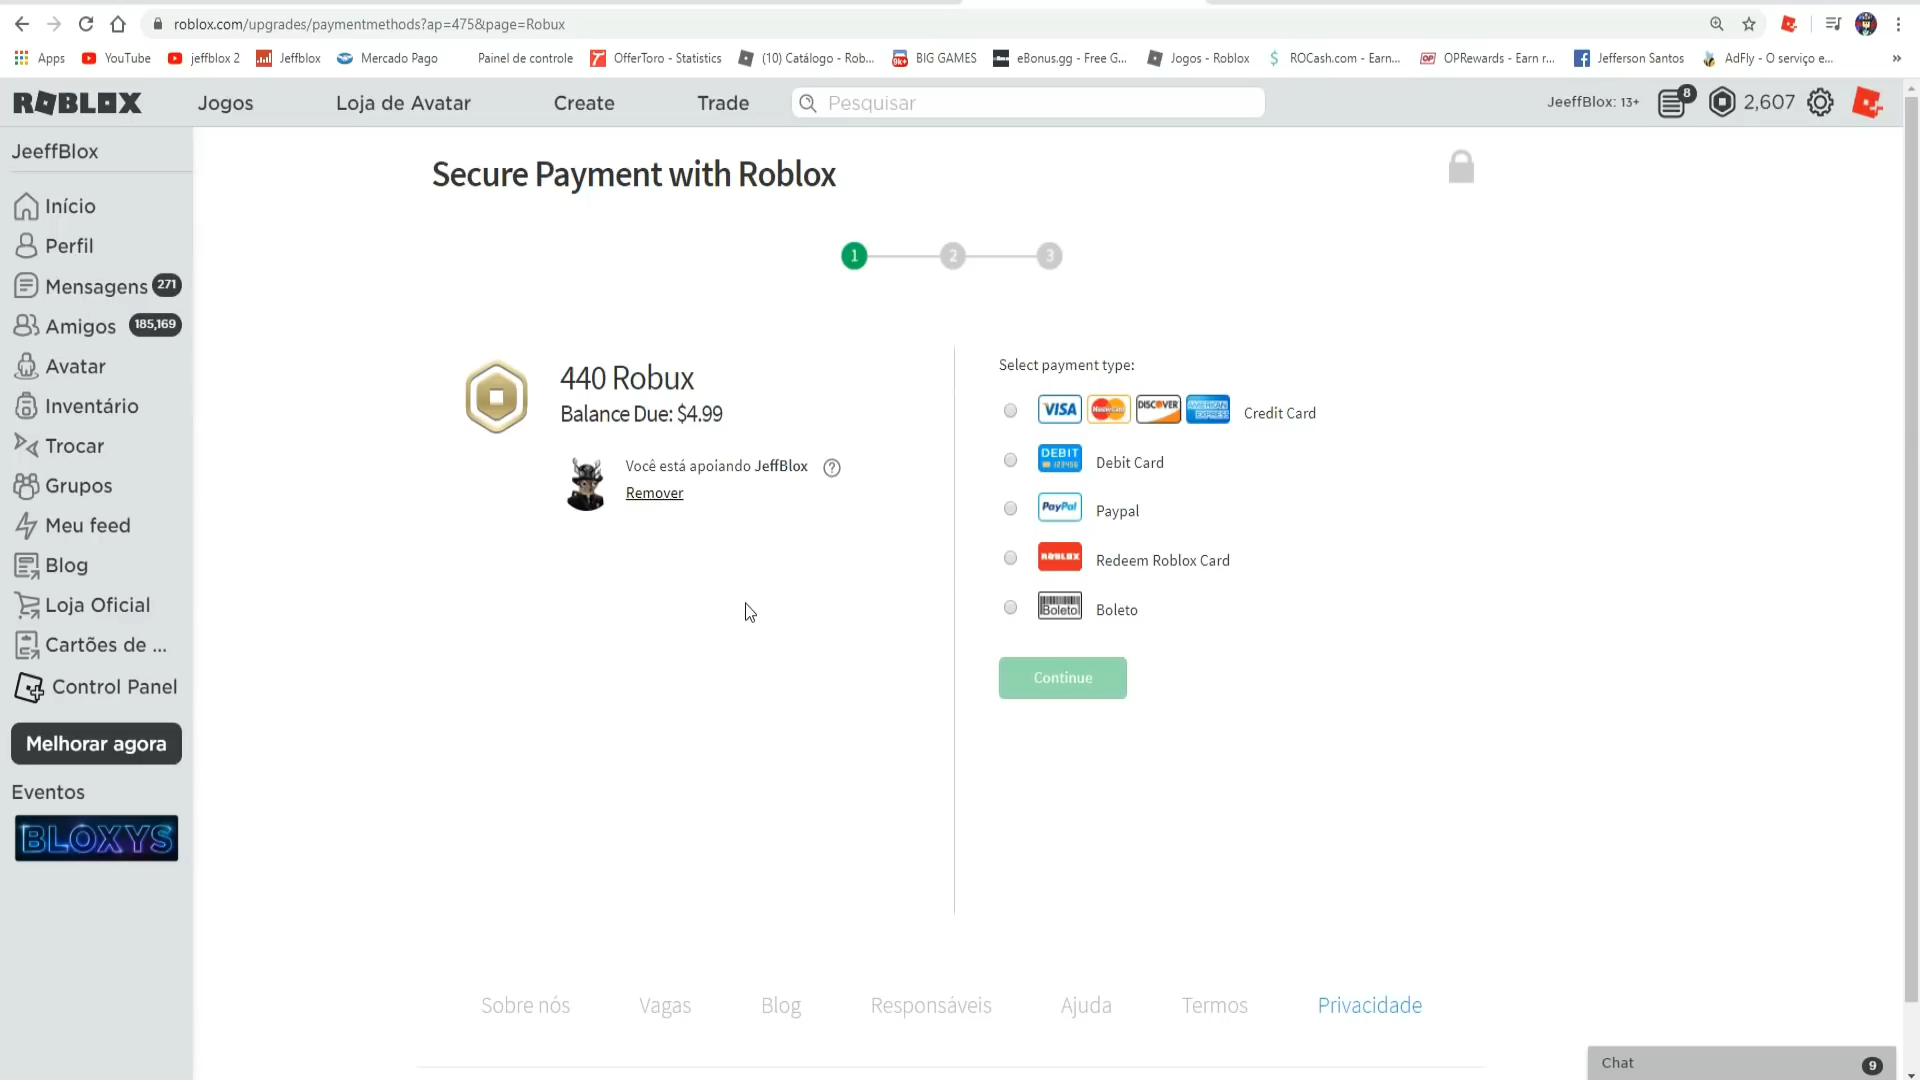 roblox.com/upgrades/paymentmethods?ap=475&page=Robux
Apps YouTube jeffblox 2 Jeffblox Mercado Pago Painel de controle OfferToro - Statistics (10) Catálogo - Rob... BIG GAMES eBonus.gg - Free G... Jogos - Roblox ROCash.com - Earn... OPRewards - Earn r... Jefferson Santos AdFly - O serviço e... »
ROBLOX Jogos Loja de Avatar Create Trade Pesquisar JeeffBlox: 13+ 8 2,607
JeeffBlox
Início
Perfil
Mensagens 271
Amigos 185,169
Avatar
Inventário
Trocar
Grupos
Meu feed
Blog
Loja Oficial
Cartões de ...
Control Panel
Melhorar agora
Eventos
BLOXYS
Secure Payment with Roblox
1 2 3
440 Robux
Balance Due: $4.99
Você está apoiando JeffBlox ?
Remover
Select payment type:
VISA MasterCard DISCOVER AMERICAN EXPRESS Credit Card
DEBIT 123456 Debit Card
PayPal Paypal
ROBLOX Redeem Roblox Card
Boleto Boleto
Continue
Sobre nós Vagas Blog Responsáveis Ajuda Termos Privacidade
Chat 9